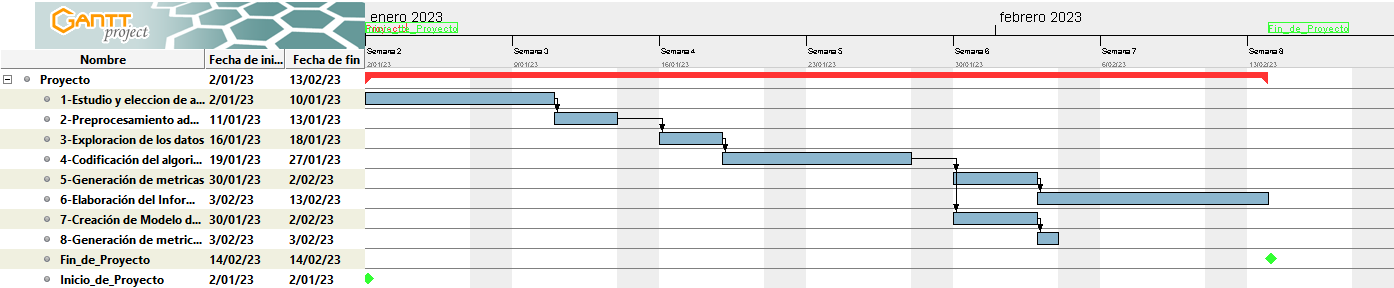 GANTT
project
enero 2023
febrero 2023
Fin_de_Proyecto
Nombre Fecha de ini... Fecha de fin
Semana 2 Semana 3 Semana 4 Semana 5 Semana 6 Semana 7 Semana 8
2/01/23 9/01/23 16/01/23 23/01/23 30/01/23 6/02/23 13/02/23
Proyecto 2/01/23 13/02/23
1-Estudio y eleccion de a... 2/01/23 10/01/23
2-Preprocesamiento ad... 11/01/23 13/01/23
3-Exploracion de los datos 16/01/23 18/01/23
4-Codificación del algori... 19/01/23 27/01/23
5-Generación de metricas 30/01/23 2/02/23
6-Elaboración del Infor... 3/02/23 13/02/23
7-Creación de Modelo d... 30/01/23 2/02/23
8-Generación de metric... 3/02/23 3/02/23
Fin_de_Proyecto 14/02/23 14/02/23
Inicio_de_Proyecto 2/01/23 2/01/23